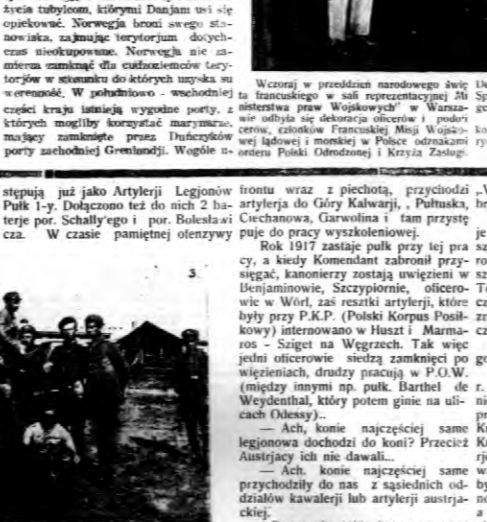 życia tubylcom, którymi Danjam usi się
opiekować. Norwegja broni swego sta-
nowiska, zajmując terytorjum dotych-
czas nieokupowane. Norwegja nie za-
mierza zamknąć dla cudzoziemców tery-
torjów w stosunku do których uzyska su
werenność. W południowo - wschodniej
części kraju istnieją wygodne porty, z
których mogliby korzystać marynarze,
mający zamknięte przez Duńczyków
porty zachodniej Grenlandji. Wogóle
Wczoraj w przeddzień narodowego świę
ta francuskiego w sali reprezentacyjnej Mi
nisterstwa praw Wojskowych" w Warsza-
wie odbyła się dekoracja oficerów i podofi
cerów, członków Francuskiej Misji Wojsko-
wej lądowej i morskiej w Polsce odznakami
orderu Polski Odrodzonej i Krzyża Zasługi.
stępują już jako Artylerji Legjonów
Pułk 1-y. Dołączono też do nich 2 ba-
terje por. Schally'ego i por. Bolesławi
cza. W czasie pamiętnej ofenzywy
3.
frontu wraz z piechotą, przychodzi
artylerja do Góry Kalwarji, , Pułtuska,
Ciechanowa, Garwolina i tam przystę
puje do pracy wyszkoleniowej.
Rok 1917 zastaje pułk przy tej pra
cy, a kiedy Komendant zabronił przy-
sięgać, kanonierzy zostają uwięzieni w
Benjaminowie, Szczypiornie, oficero-
wie w Wörl, zaś resztki artylerji, które
były przy P.K.P. (Polski Korpus Posił-
kowy) internowano w Huszt i Marma-
ros - Sziget na Węgrzech. Tak więc
jedni oficerowie siedzą zamknięci po
więzieniach, drudzy pracują w P.O.W.
(między innymi np. pułk. Barthel de
Weydenthal, który potem ginie na uli-
cach Odessy)..
— Ach, konie najczęściej same
legjonowa dochodzi do koni? Przecież
Austrjacy ich nie dawali...
— Ach. konie najczęściej same
przychodziły do nas z sąsiednich od-
działów kawalerji lub artylerji austrja-
ckiej.